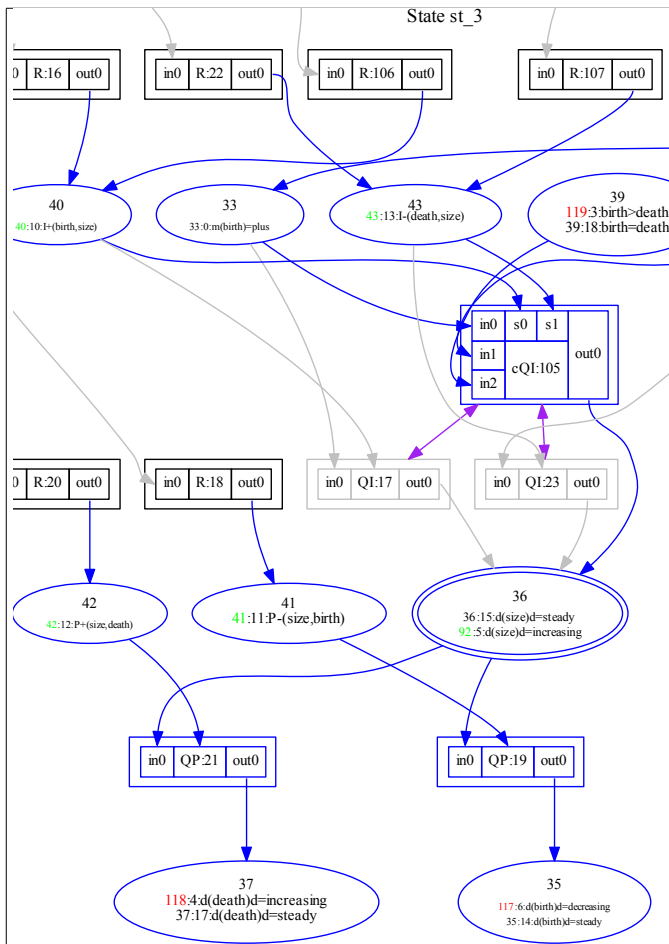 State st_3
R:16 out0
in0 R:22 out0
in0 R:106 out0
in0 R:107 out0
40
40:10:I+(birth,size)
33
33:0:m(birth)=plus
43
43:13:I-(death,size)
39
119:3:birth>death
39:18:birth=death
in0 s0 s1
in1
in2
cQI:105
out0
R:20 out0
in0 R:18 out0
in0 QI:17 out0
in0 QI:23 out0
42
42:12:P+(size,death)
41
41:11:P-(size,birth)
36
36:15:d(size)d=steady
92:5:d(size)d=increasing
in0 QP:21 out0
in0 QP:19 out0
37
118:4:d(death)d=increasing
37:17:d(death)d=steady
35
117:6:d(birth)d=decreasing
35:14:d(birth)d=steady